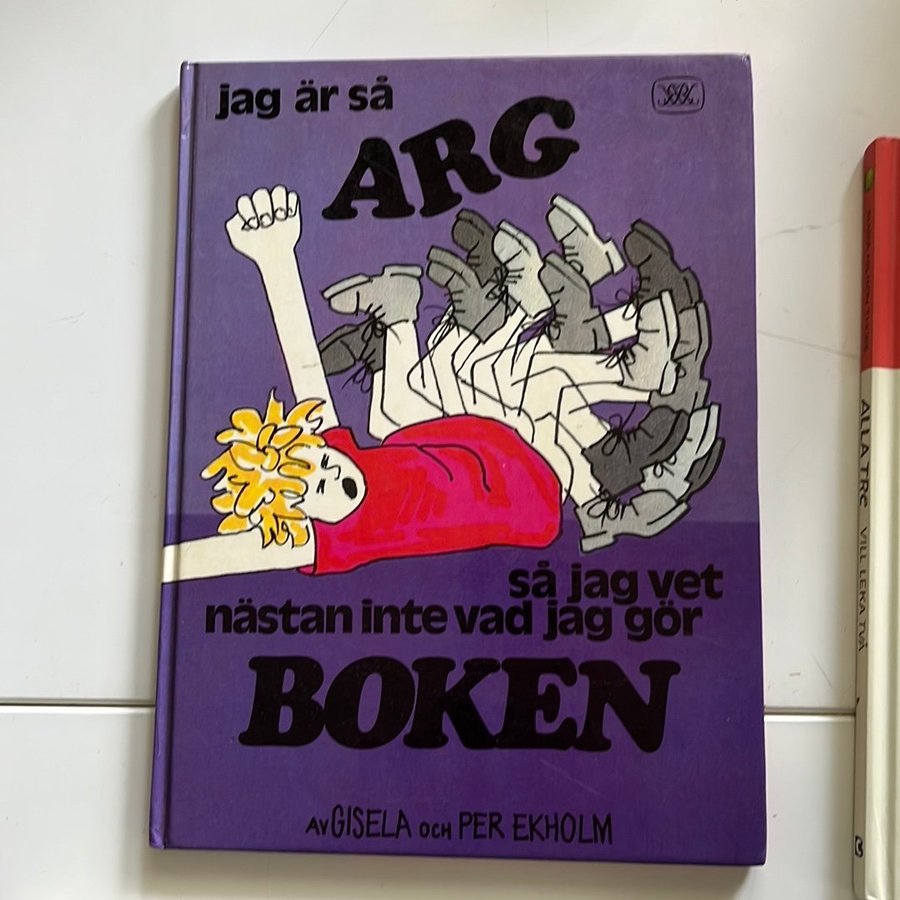 jag är så
ARG
så jag vet
nästan inte vad jag gör
BOKEN
AV GISELA OCH PER EKHOLM
ALLA TRE VILL LEKA TVÅ